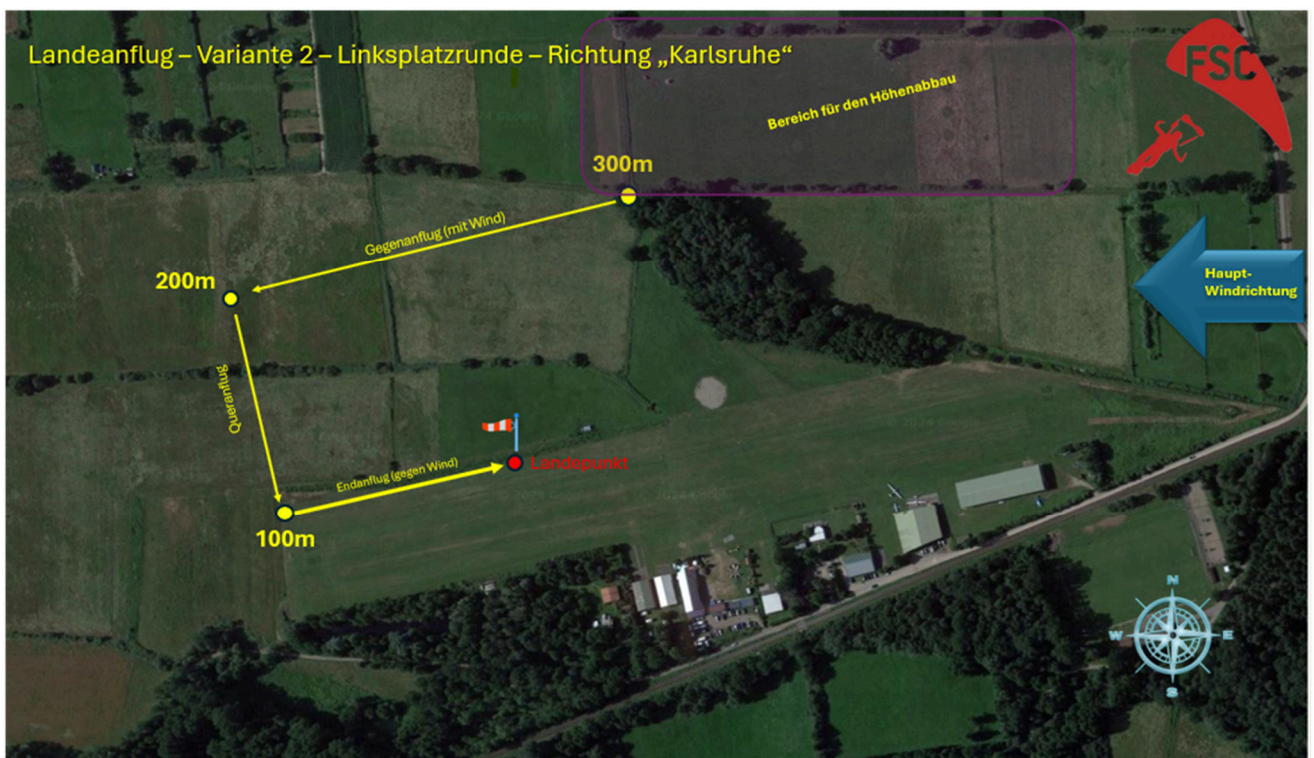 Landeanflug – Variante 2 – Linksplatzrunde – Richtung „Karlsruhe“
FSC
Bereich für den Höhenabbau
300m
Gegenanflug (mit Wind)
200m
Haupt-
Windrichtung
Queranflug
Landepunkt
Endanflug (gegen Wind)
100m
N
W
E
S